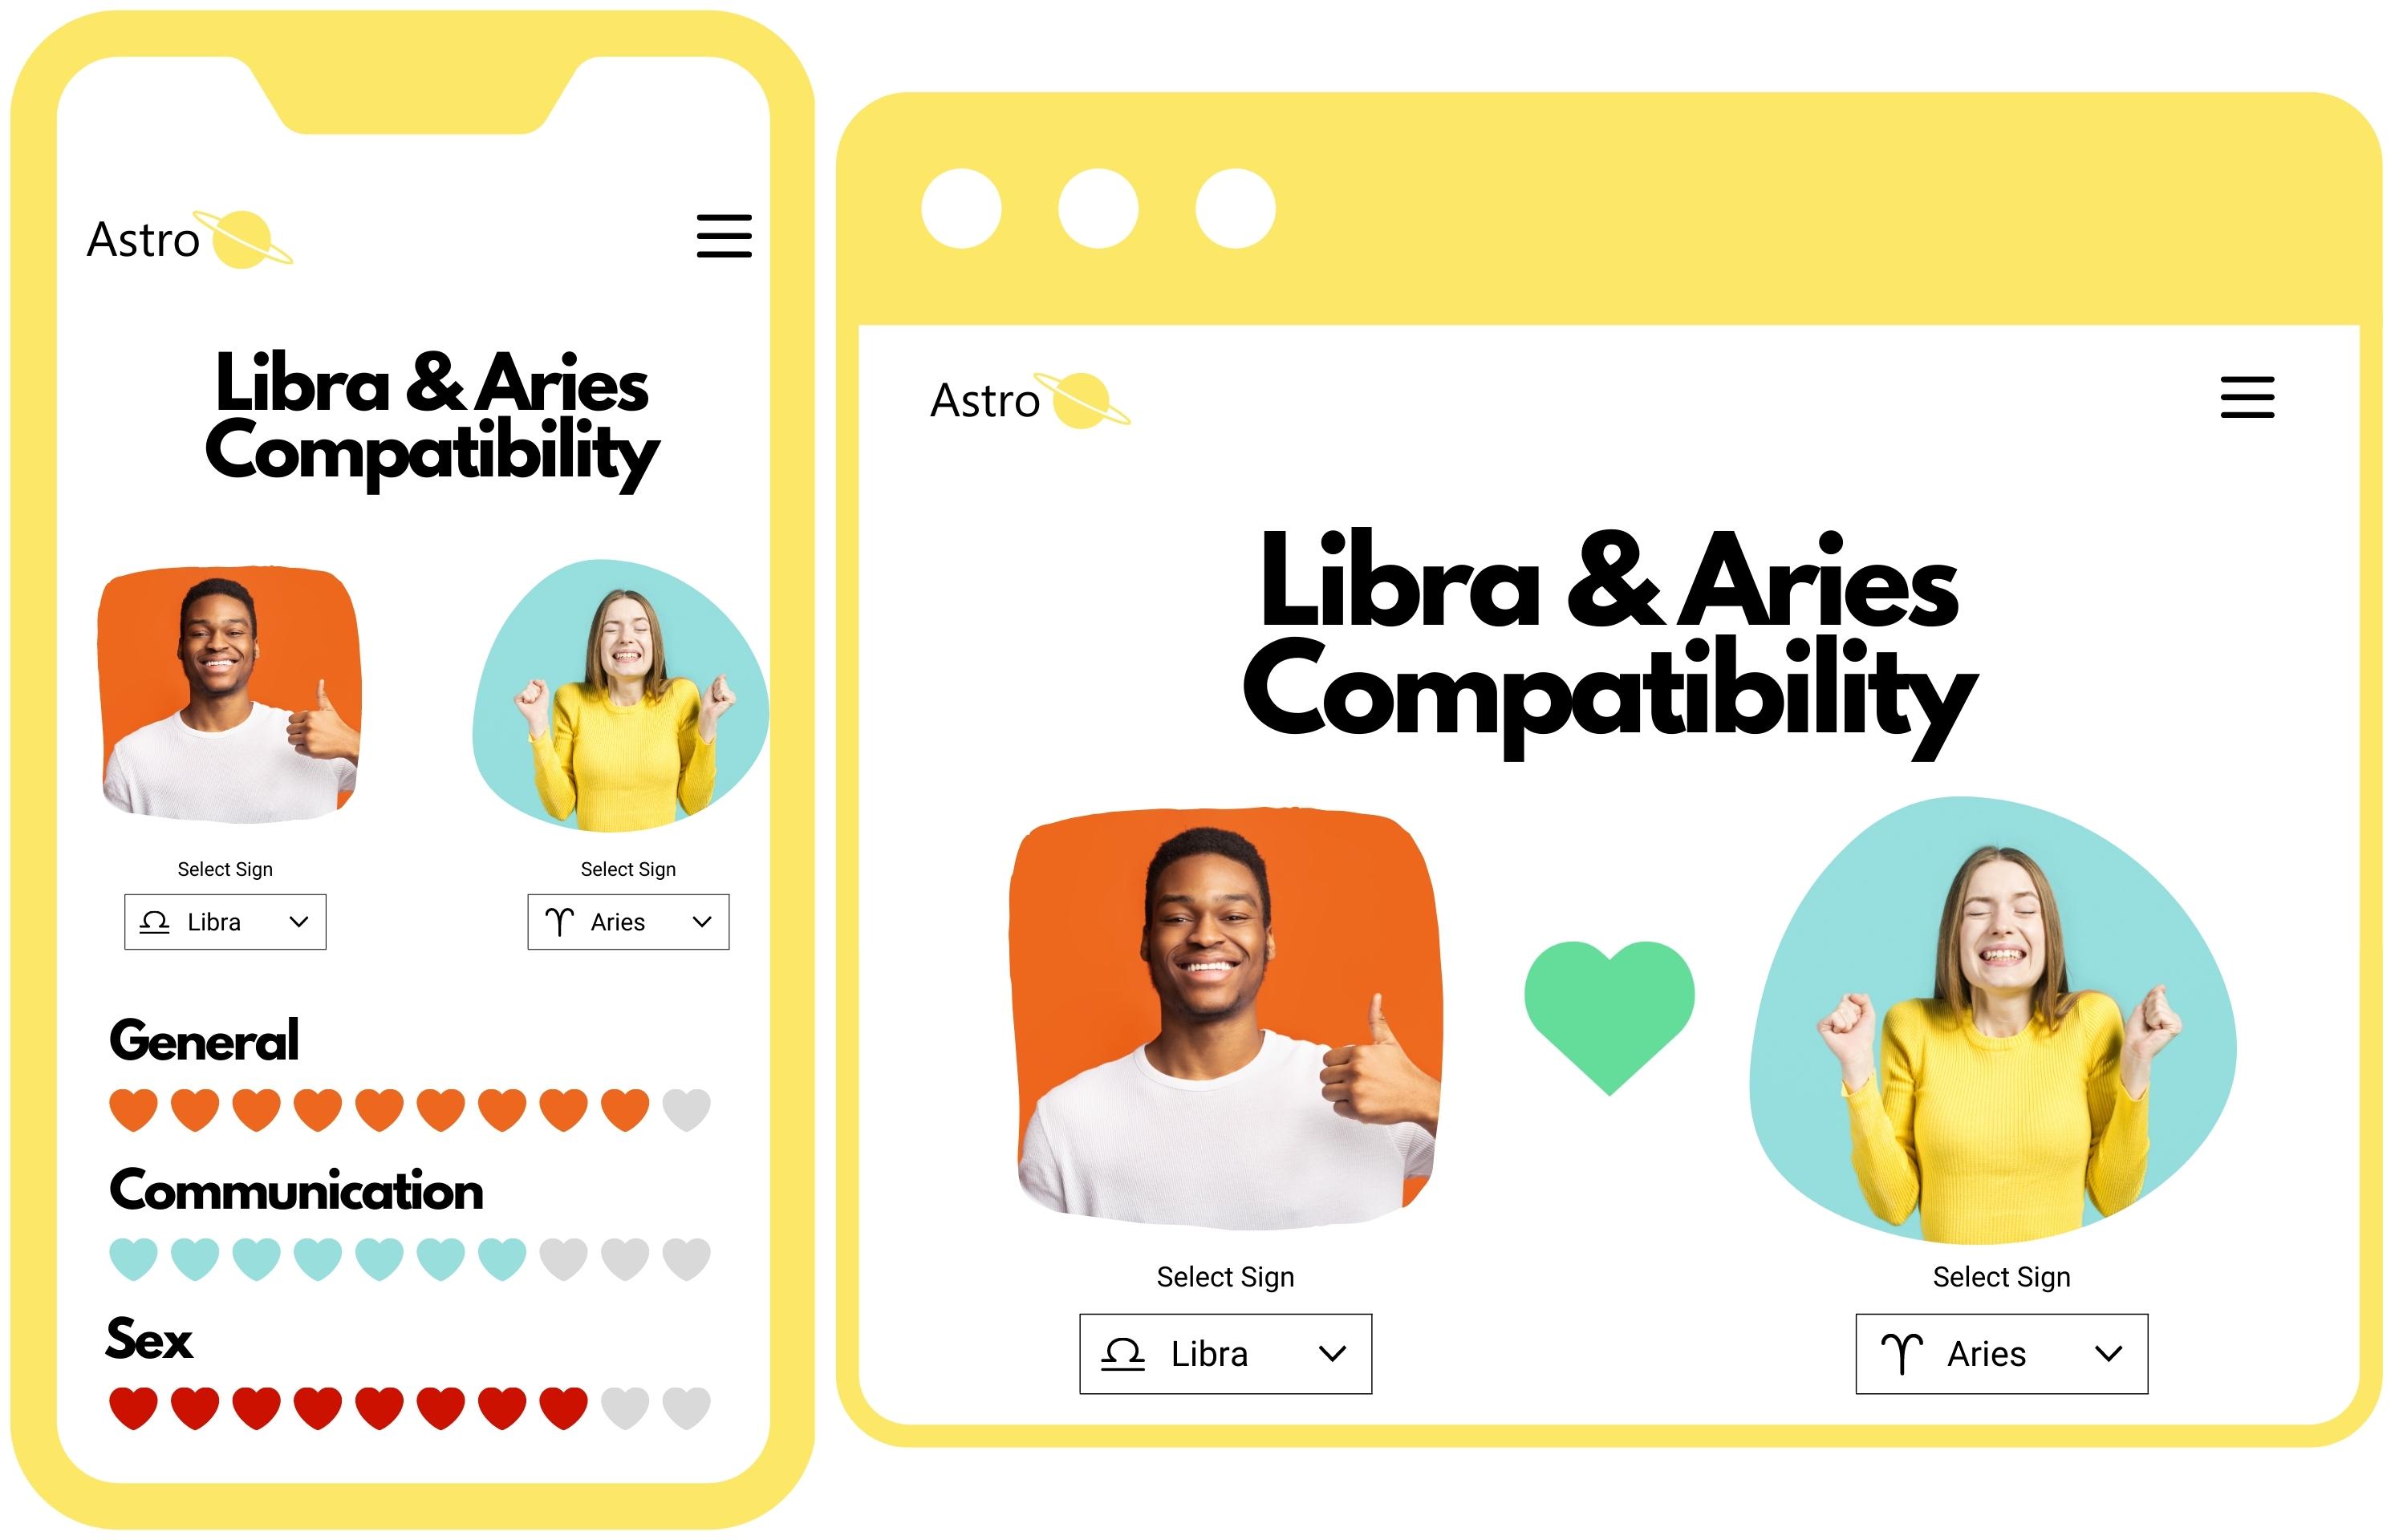 Astro
Libra & Aries
Compatibility
Select Sign
Select Sign
Libra
Aries
General
Communication
Sex
Astro
Libra & Aries
Compatibility
Select Sign
Select Sign
Libra
Aries